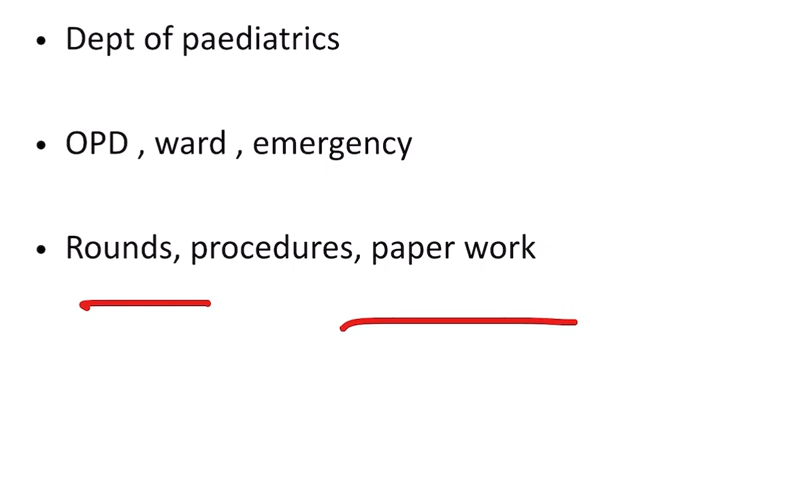 • Dept of paediatrics
• OPD , ward , emergency
• Rounds, procedures, paper work